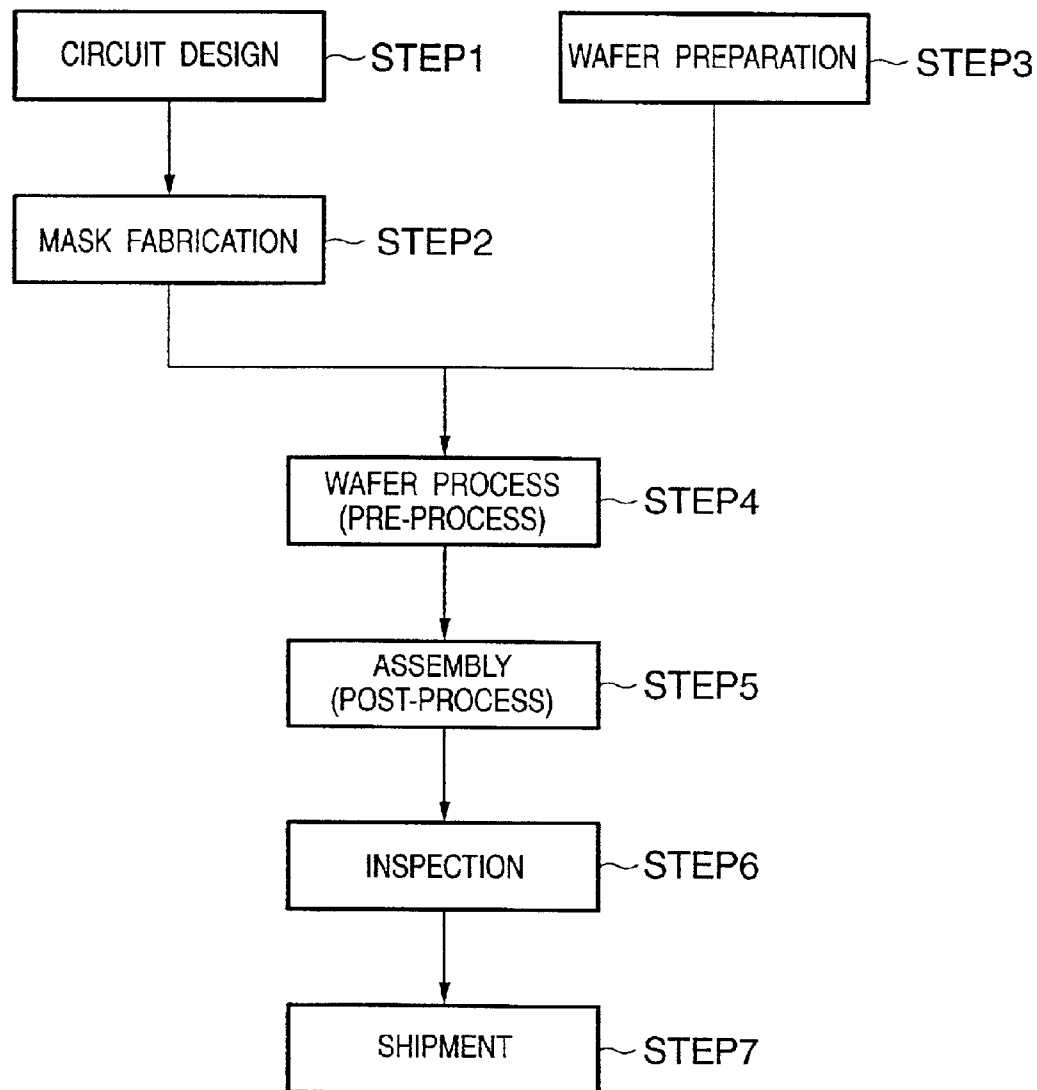 CIRCUIT DESIGN
STEP1
WAFER PREPARATION
STEP3
MASK FABRICATION
STEP2
WAFER PROCESS
(PRE-PROCESS)
STEP4
ASSEMBLY
(POST-PROCESS)
STEP5
INSPECTION
STEP6
SHIPMENT
STEP7